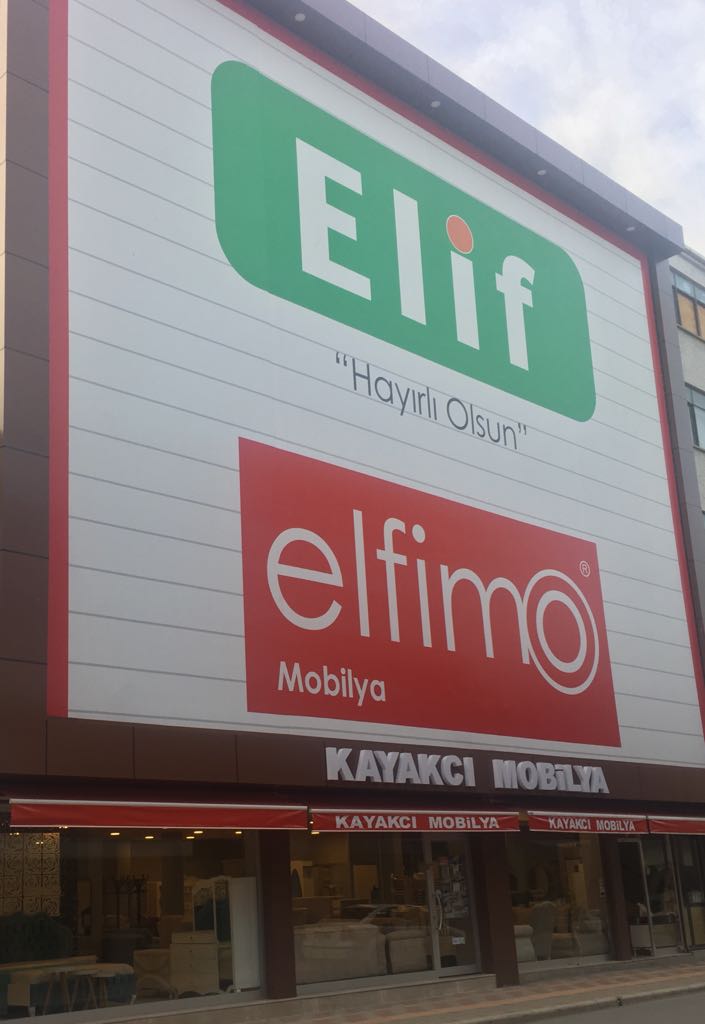 Elif
“Hayırlı Olsun”
elfimo®
Mobilya
KAYAKCI MOBiLYA
KAYAKCI MOBiLYA
KAYAKCI MOBiLYA